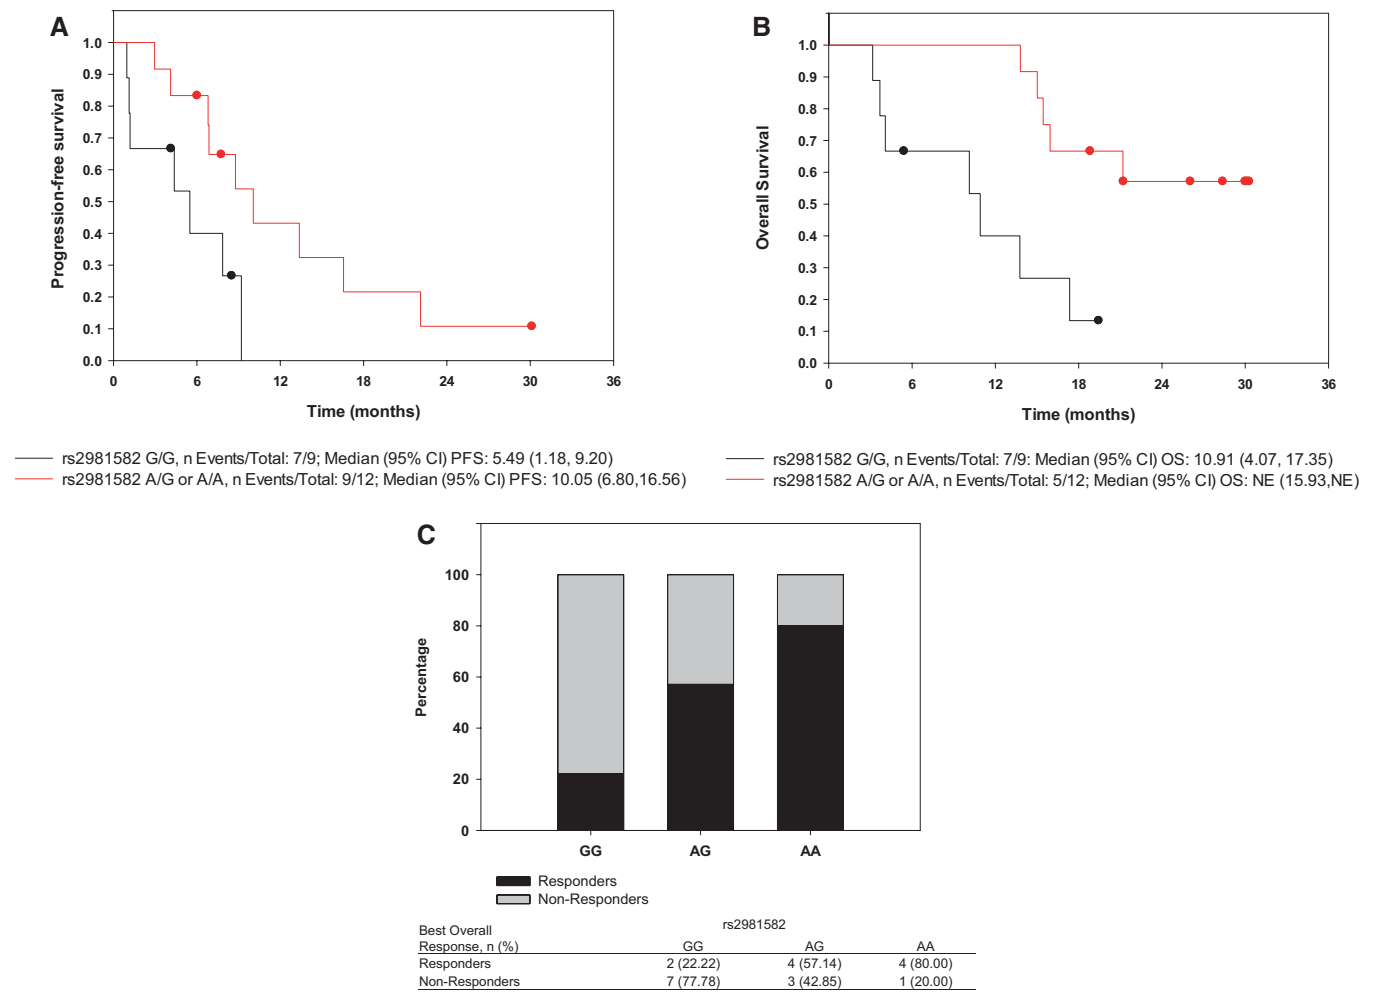 A
Progression-free survival
1.0
0.9
0.8
0.7
0.6
0.5
0.4
0.3
0.2
0.1
0.0
0 6 12 18 24 30 36
Time (months)
rs2981582 G/G, n Events/Total: 7/9; Median (95% CI) PFS: 5.49 (1.18, 9.20)
rs2981582 A/G or A/A, n Events/Total: 9/12; Median (95% CI) PFS: 10.05 (6.80,16.56)
B
Overall Survival
1.0
0.9
0.8
0.7
0.6
0.5
0.4
0.3
0.2
0.1
0.0
0 6 12 18 24 30 36
Time (months)
rs2981582 G/G, n Events/Total: 7/9: Median (95% CI) OS: 10.91 (4.07, 17.35)
rs2981582 A/G or A/A, n Events/Total: 5/12; Median (95% CI) OS: NE (15.93,NE)
C
Percentage
100
80
60
40
20
0
GG AG AA
Responders
Non-Responders
rs2981582
Best Overall
Response, n (%) GG AG AA
Responders 2 (22.22) 4 (57.14) 4 (80.00)
Non-Responders 7 (77.78) 3 (42.85) 1 (20.00)